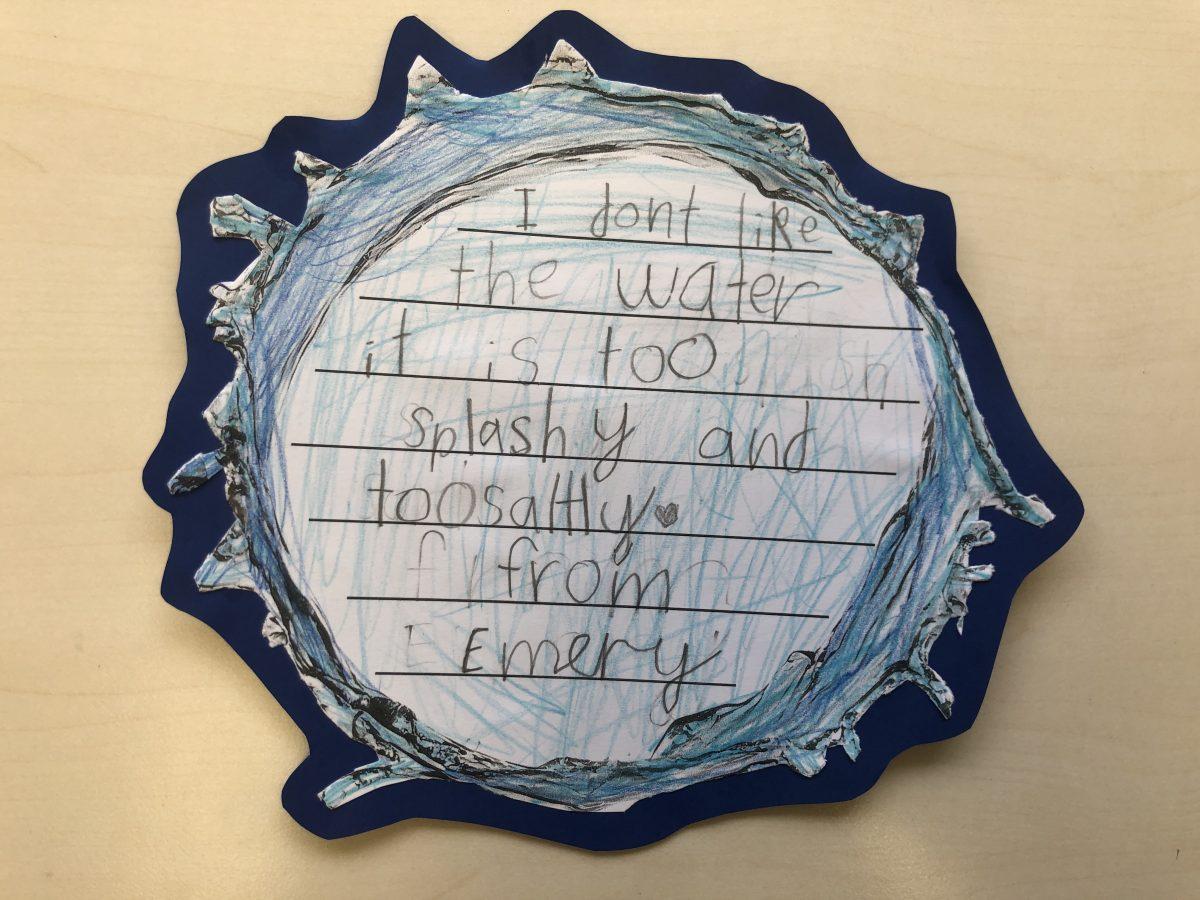 I dont like
the water
it is too
splashy and
toosaltly
from
Emery